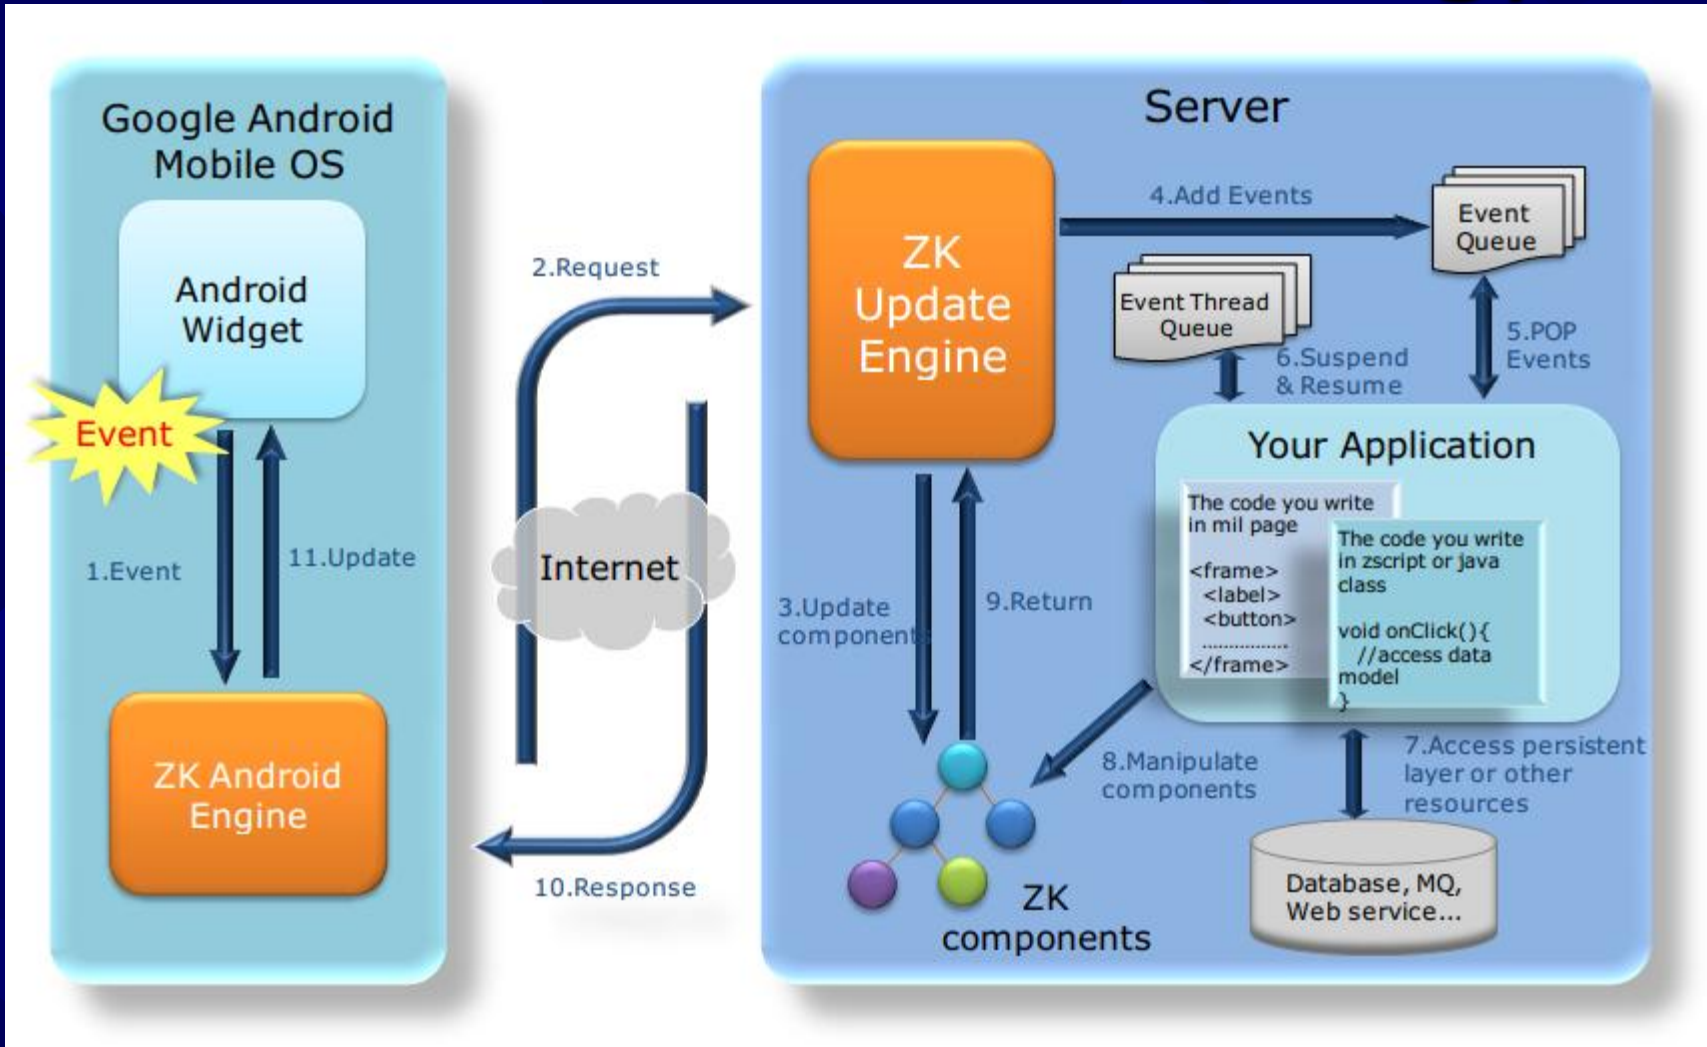 Google Android
Mobile OS
Android
Widget
Event
1.Event
11.Update
ZK Android
Engine
2.Request
Internet
10.Response
Server
ZK
Update
Engine
4.Add Events
Event
Queue
Event Thread
Queue
5.POP
Events
6.Suspend
& Resume
Your Application
The code you write
in mil page
<frame>
<label>
<button>
................
</frame>
The code you write
in zscript or java
class
void onClick(){
//access data
model
}
3.Update
components
9.Return
8.Manipulate
components
7.Access persistent
layer or other
resources
ZK
components
Database, MQ,
Web service...